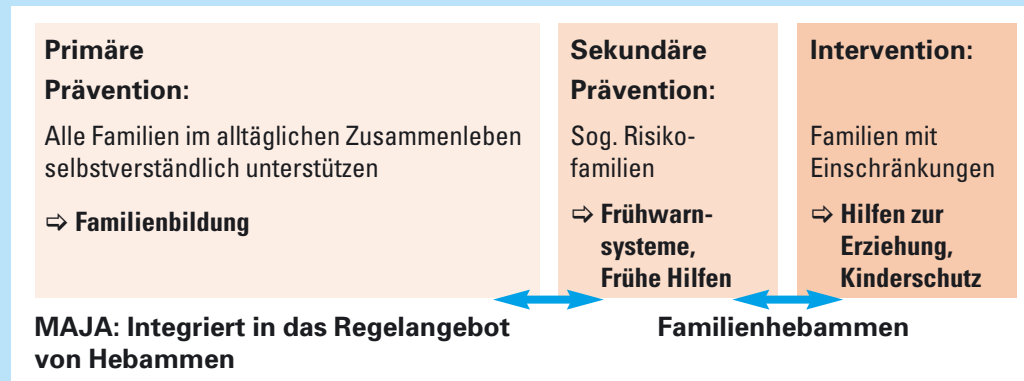 Primäre
Prävention:
Alle Familien im alltäglichen Zusammenleben
selbstverständlich unterstützen
⇨ Familienbildung
Sekundäre
Prävention:
Sog. Risiko-
familien
⇨ Frühwarn-
systeme,
Frühe Hilfen
Intervention:
Familien mit
Einschränkungen
⇨ Hilfen zur
Erziehung,
Kinderschutz
MAJA: Integriert in das Regelangebot
von Hebammen
Familienhebammen